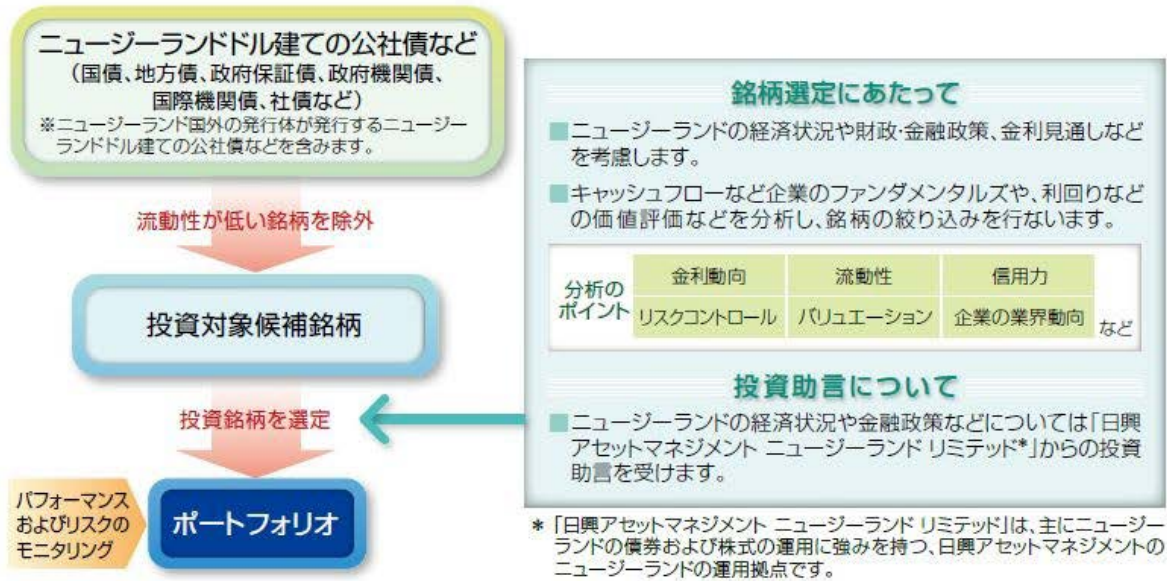 ニュージーランドドル建ての公社債など
（国債、地方債、政府保証債、政府機関債、
国際機関債、社債など）
※ニュージーランド国外の発行体が発行するニュージー
ランドドル建ての公社債などを含みます。
流動性が低い銘柄を除外
投資対象候補銘柄
投資銘柄を選定
パフォーマンス
およびリスクの
モニタリング
ポートフォリオ
銘柄選定にあたって
■ニュージーランドの経済状況や財政・金融政策、金利見通しなど
を考慮します。
■キャッシュフローなど企業のファンダメンタルズや、利回りなど
の価値評価などを分析し、銘柄の絞り込みを行ないます。
分析の
ポイント
金利動向 流動性 信用力
リスクコントロール バリュエーション 企業の業界動向
など
投資助言について
■ニュージーランドの経済状況や金融政策などについては「日興
アセットマネジメント ニュージーランド リミテッド*」からの投資
助言を受けます。
* 「日興アセットマネジメント ニュージーランド リミテッド」は、主にニュージー
ランドの債券および株式の運用に強みを持つ、日興アセットマネジメントの
ニュージーランドの運用拠点です。